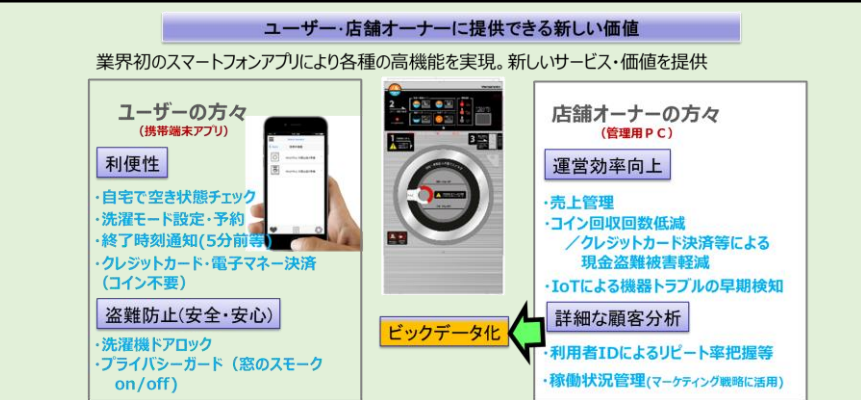 ユーザー・店舗オーナーに提供できる新しい価値
業界初のスマートフォンアプリにより各種の高機能を実現。新しいサービス・価値を提供
ユーザーの方々
(携帯端末アプリ)
利便性
・自宅で空き状態チェック
・洗濯モード設定・予約
・終了時刻通知(5分前等)
・クレジットカード・電子マネー決済
(コイン不要)
盗難防止(安全・安心)
・洗濯機ドアロック
・プライバシーガード(窓のスモーク
on/off)
1
2
3
ビックデータ化
店舗オーナーの方々
(管理用PC)
運営効率向上
・売上管理
・コイン回収回数低減
／クレジットカード決済等による
現金盗難被害軽減
・IoTによる機器トラブルの早期検知
詳細な顧客分析
・利用者IDによるリピート率把握等
・稼働状況管理(マーケティング戦略に活用)